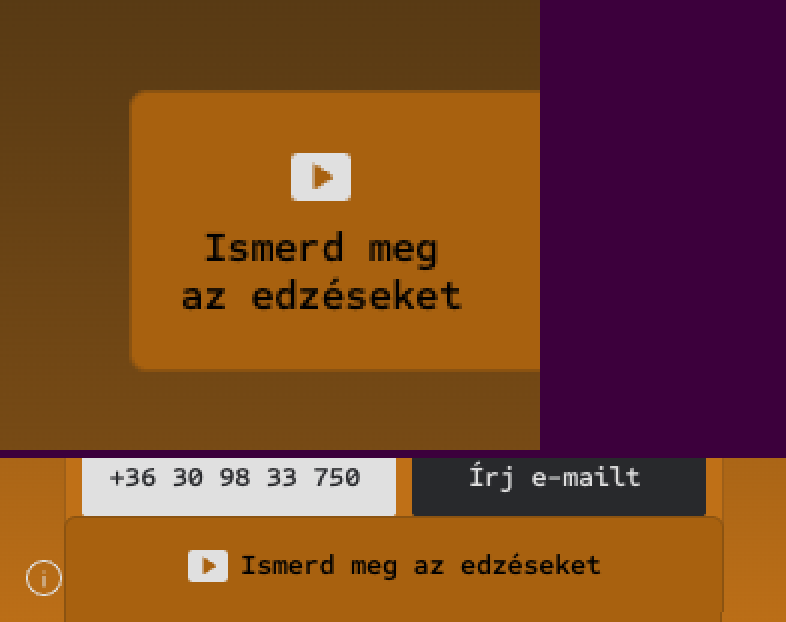 Ismerd meg
az edzéseket
+36 30 98 33 750
Írj e-mailt
Ismerd meg az edzéseket